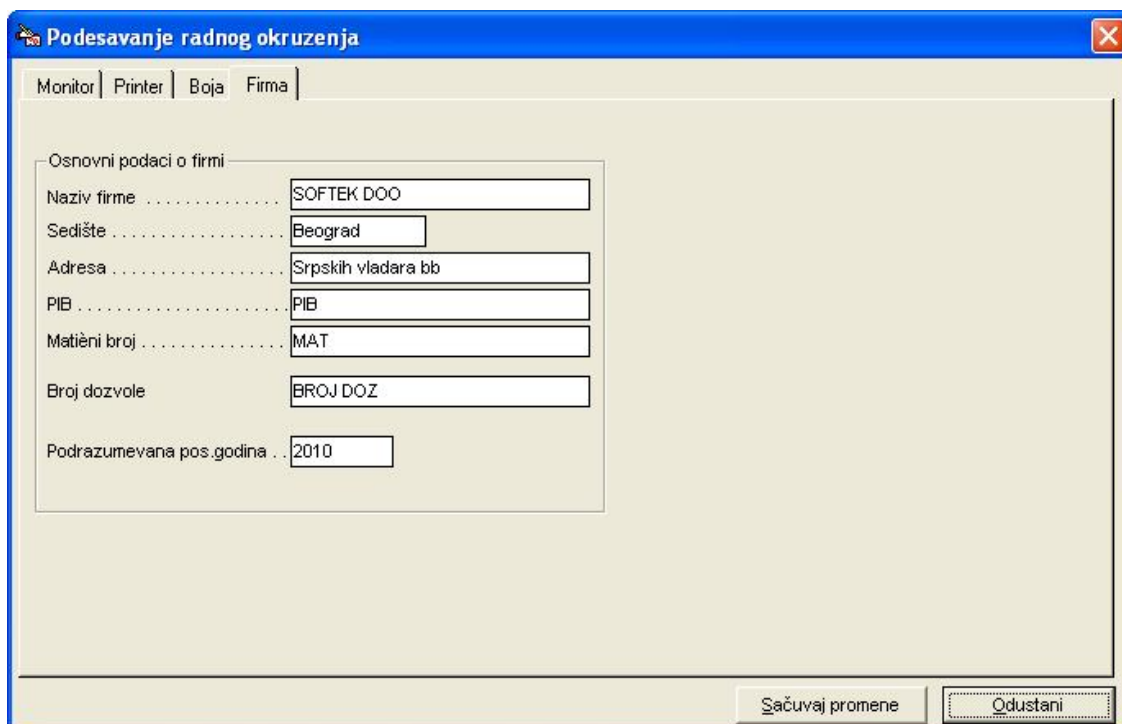 Podesavanje radnog okruzenja
Monitor Printer Boja Firma
Osnovni podaci o firmi
Naziv firme . . . . . . . . . . . . . . SOFTEK DOO
Sedište . . . . . . . . . . . . . . . . . . Beograd
Adresa . . . . . . . . . . . . . . . . . . Srpskih vladara bb
PIB . . . . . . . . . . . . . . . . . . . . . . PIB
Matièni broj . . . . . . . . . . . . . . . MAT
Broj dozvole BROJ DOZ
Podrazumevana pos.godina . . 2010
Sačuvaj promene Odustani